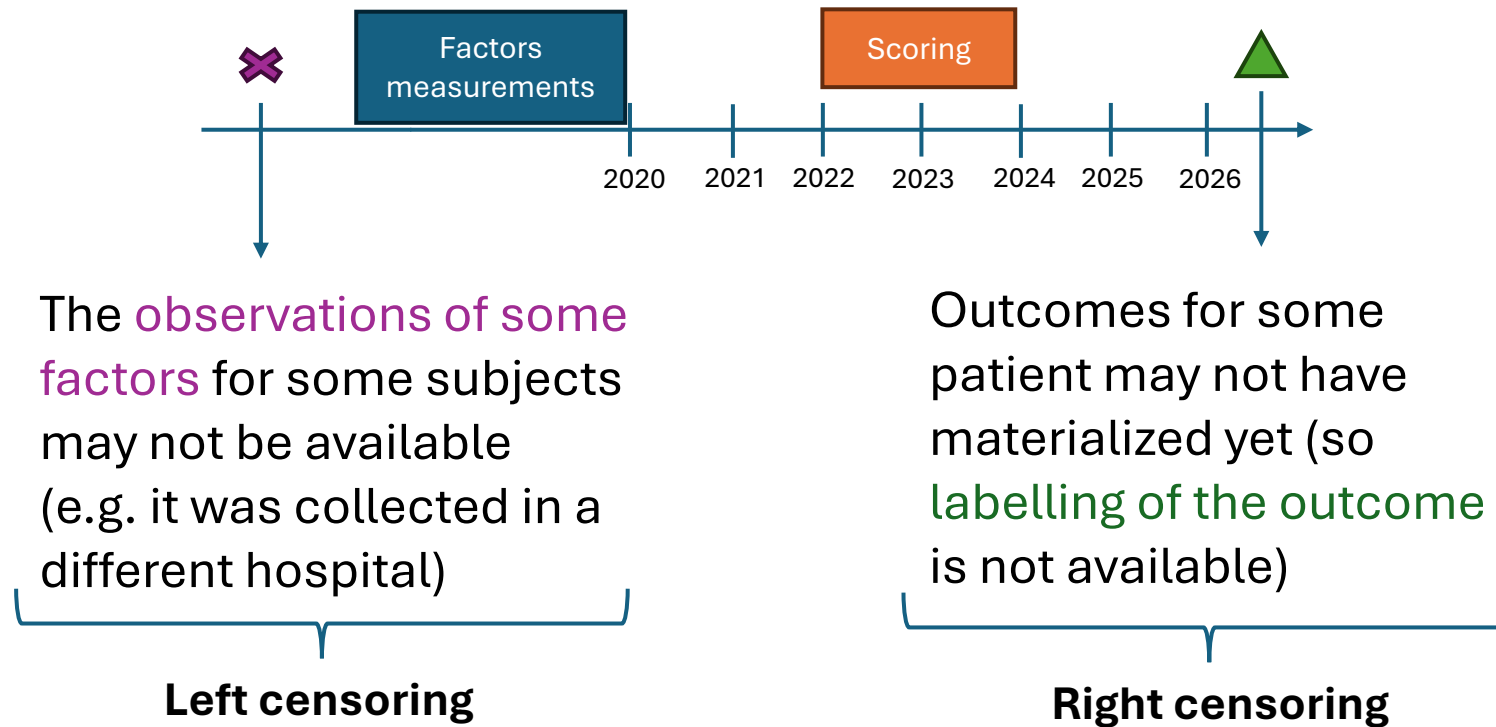 Factors
measurements
Scoring
2020
2021
2022
2023
2024
2025
2026
The observations of some
factors for some subjects
may not be available
(e.g. it was collected in a
different hospital)
Left censoring
Outcomes for some
patient may not have
materialized yet (so
labelling of the outcome
is not available)
Right censoring